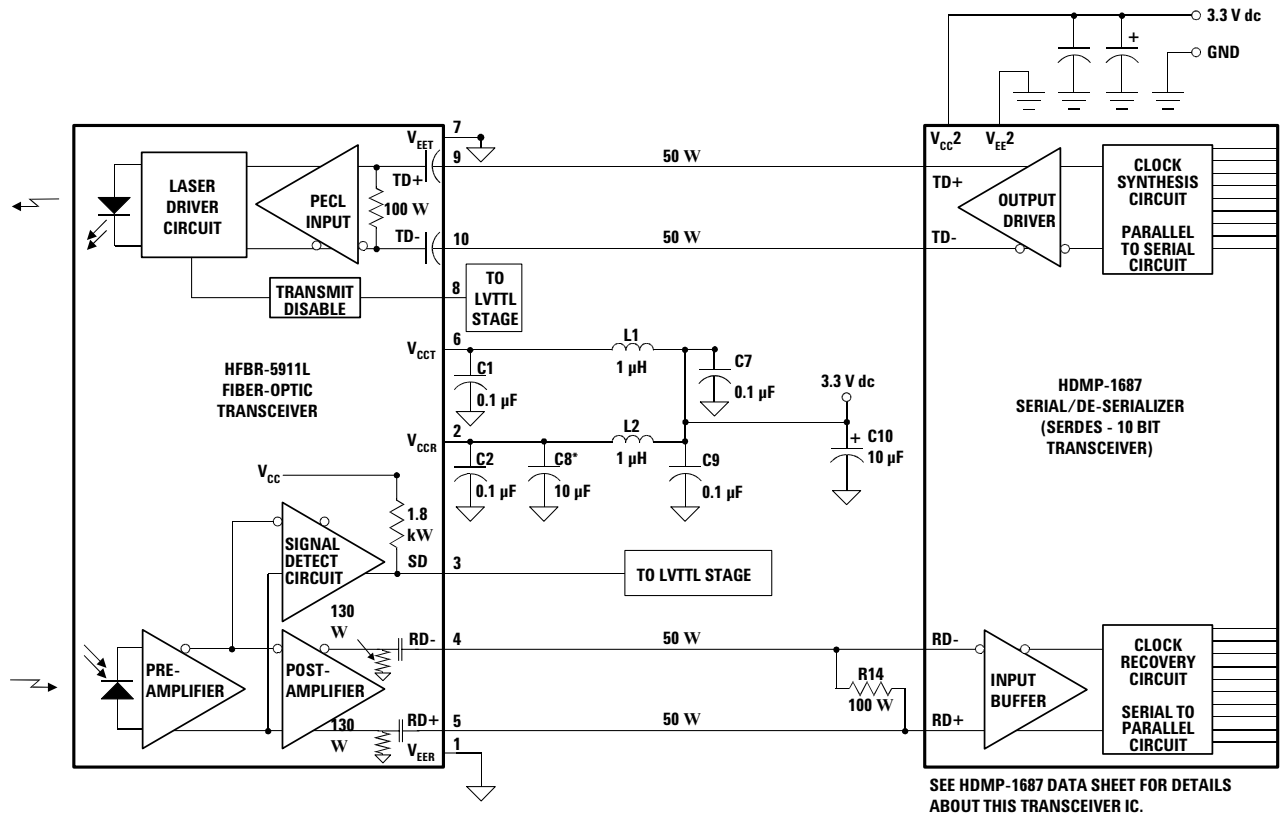 3.3 V dc
+
GND
V_CC2
V_EE2
V_EET
7
9
50 W
TD+
TD+
LASER
DRIVER
CIRCUIT
PECL
INPUT
100 W
OUTPUT
DRIVER
CLOCK
SYNTHESIS
CIRCUIT
PARALLEL
TO SERIAL
CIRCUIT
TD-
10
50 W
TD-
TRANSMIT
DISABLE
8
TO
LVTTL
STAGE
HFBR-5911L
FIBER-OPTIC
TRANSCEIVER
V_CCT
6
L1
1 µH
C1
0.1 µF
C7
0.1 µF
3.3 V dc
HDMP-1687
SERIAL/DE-SERIALIZER
(SERDES - 10 BIT
TRANSCEIVER)
V_CCR
2
L2
1 µH
+ C10
10 µF
C2
0.1 µF
C8*
10 µF
C9
0.1 µF
V_CC
1.8
kW
SIGNAL
DETECT
CIRCUIT
SD
3
TO LVTTL STAGE
130
W
RD-
4
50 W
RD-
PRE-
AMPLIFIER
POST-
AMPLIFIER
R14
100 W
INPUT
BUFFER
CLOCK
RECOVERY
CIRCUIT
SERIAL TO
PARALLEL
CIRCUIT
130
W
RD+
5
50 W
RD+
V_EER
1
SEE HDMP-1687 DATA SHEET FOR DETAILS
ABOUT THIS TRANSCEIVER IC.